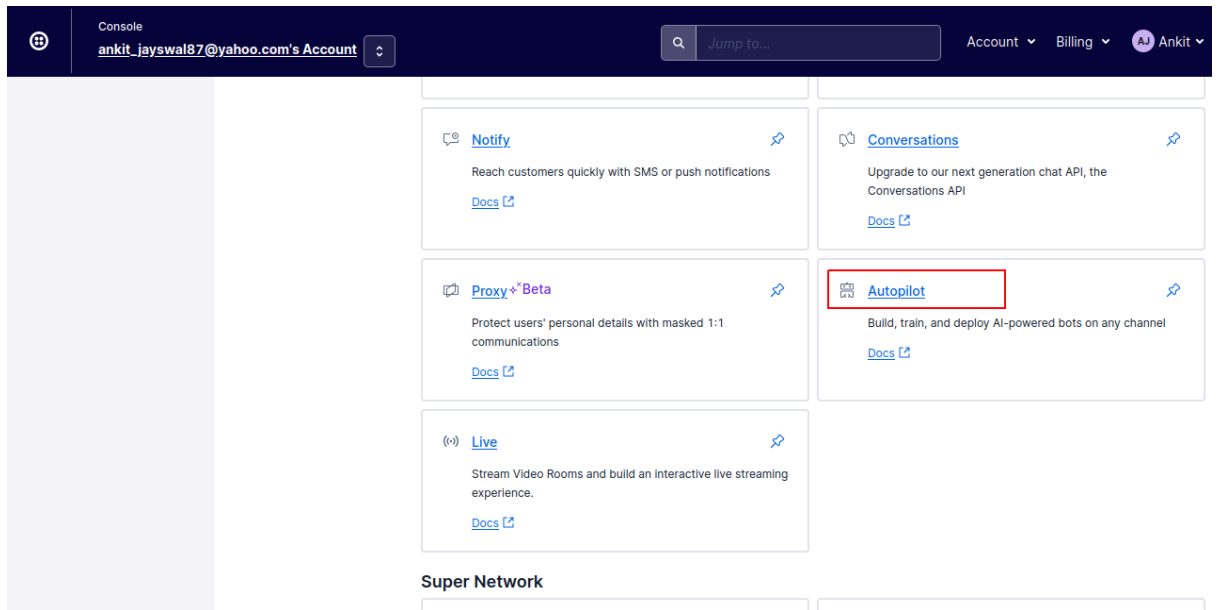 Console
ankit_jayswal87@yahoo.com's Account
Jump to...
Account
Billing
AJ Ankit
Notify
Reach customers quickly with SMS or push notifications
Docs
Conversations
Upgrade to our next generation chat API, the
Conversations API
Docs
Proxy Beta
Protect users' personal details with masked 1:1
communications
Docs
Autopilot
Build, train, and deploy AI-powered bots on any channel
Docs
Live
Stream Video Rooms and build an interactive live streaming
experience.
Docs
Super Network